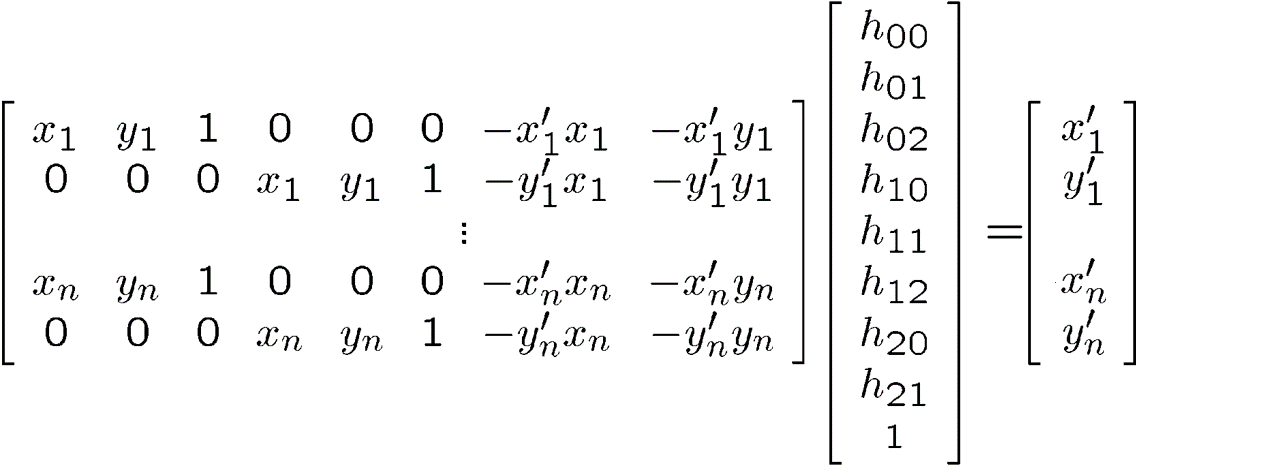 x₁ y₁ 1 0 0 0 −x′₁x₁ −x′₁y₁
0 0 0 x₁ y₁ 1 −y′₁x₁ −y′₁y₁
⋮
xₙ yₙ 1 0 0 0 −x′ₙxₙ −x′ₙyₙ
0 0 0 xₙ yₙ 1 −y′ₙxₙ −y′ₙyₙ
h₀₀
h₀₁
h₀₂
h₁₀
h₁₁
h₁₂
h₂₀
h₂₁
1
=
x′₁
y′₁
x′ₙ
y′ₙ